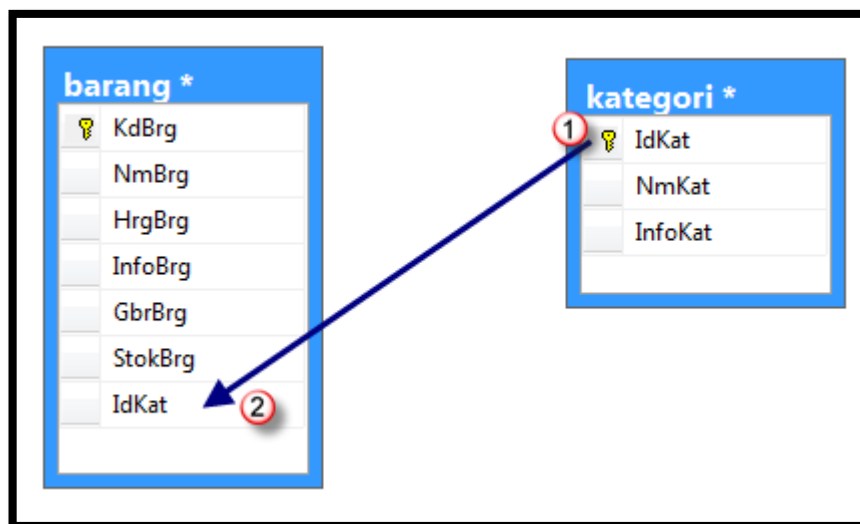 barang *
KdBrg
NmBrg
HrgBrg
InfoBrg
GbrBrg
StokBrg
IdKat
2
kategori *
1
IdKat
NmKat
InfoKat